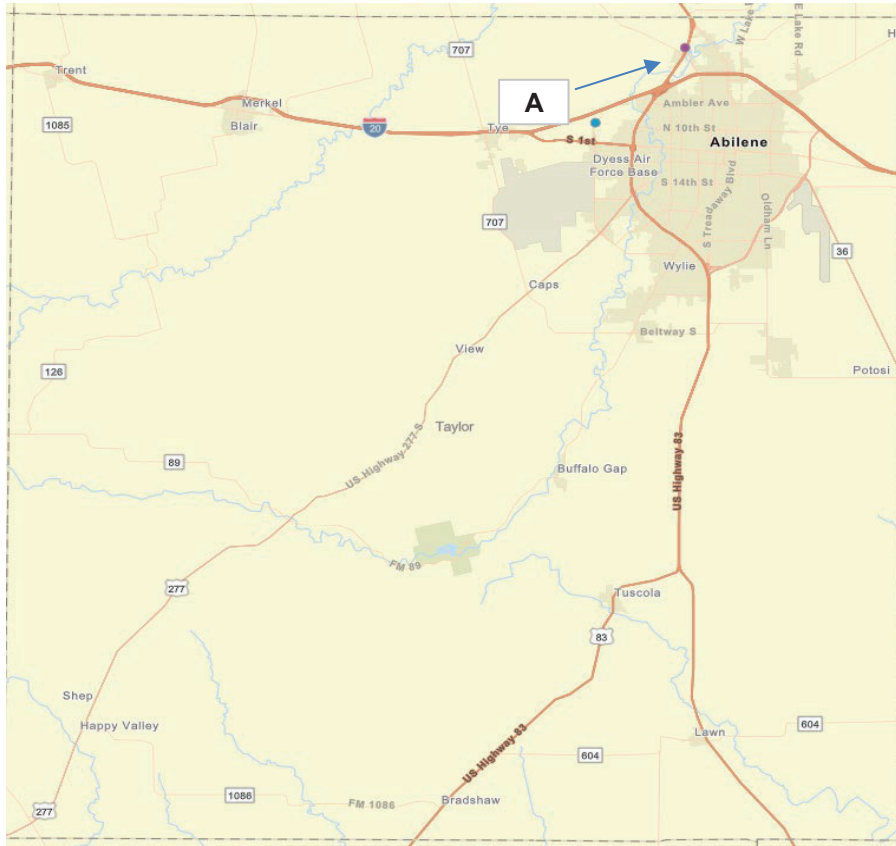 707
W Lake R
E Lake Rd
H
Trent
A
Merkel
Ambler Ave
1085
Blair
20
Tye
N 10th St
S 1st
Abilene
Dyess Air
Force Base
S 14th St
S Treadaway Blvd
Oldham Ln
707
36
Wylie
Caps
Beltway S
View
126
Potosi
Taylor
US Highway 277 S
89
Buffalo Gap
US Highway 83
FM 89
277
Tuscola
83
Shep
Happy Valley
604
Lawn
US Highway 83
604
1086
FM 1086
Bradshaw
277